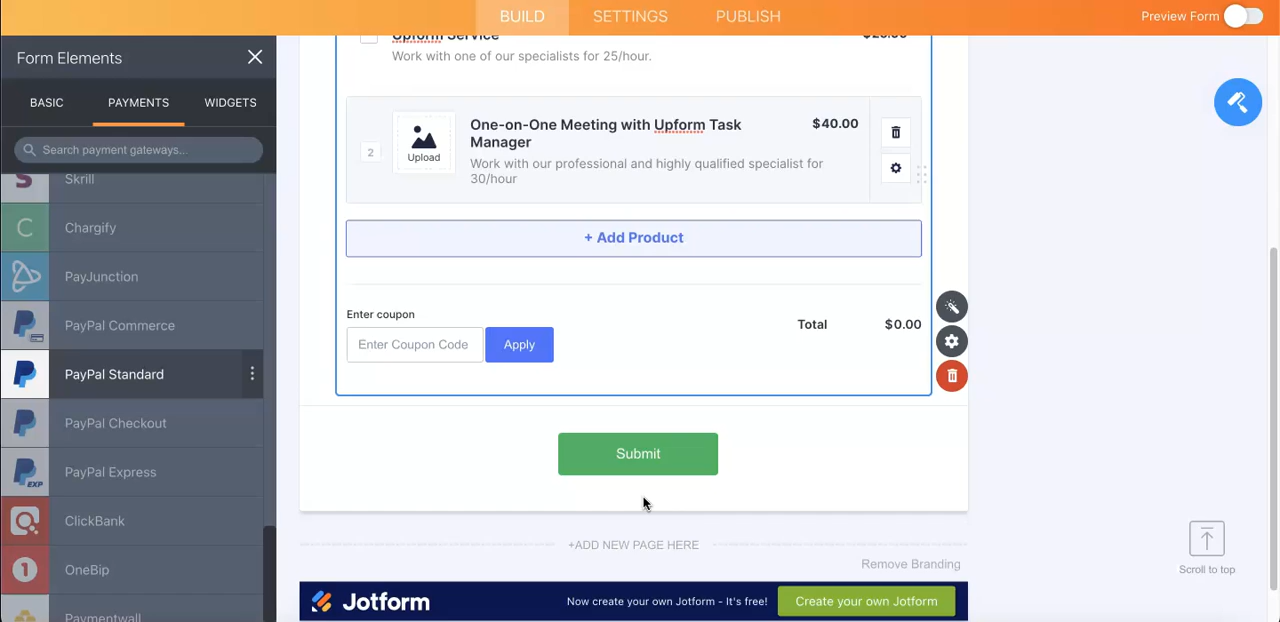 BUILD
SETTINGS
PUBLISH
Preview Form
Form Elements
BASIC
PAYMENTS
WIDGETS
Search payment gateways...
Skrill
Chargify
PayJunction
PayPal Commerce
PayPal Standard
PayPal Checkout
PayPal Express
ClickBank
OneBip
Paymentwall
Upform Service
Work with one of our specialists for 25/hour.
2
Upload
One-on-One Meeting with Upform Task
Manager
$40.00
Work with our professional and highly qualified specialist for
30/hour
+ Add Product
Enter coupon
Enter Coupon Code
Apply
Total
$0.00
Submit
+ADD NEW PAGE HERE
Remove Branding
Jotform
Now create your own Jotform - It's free!
Create your own Jotform
Scroll to top